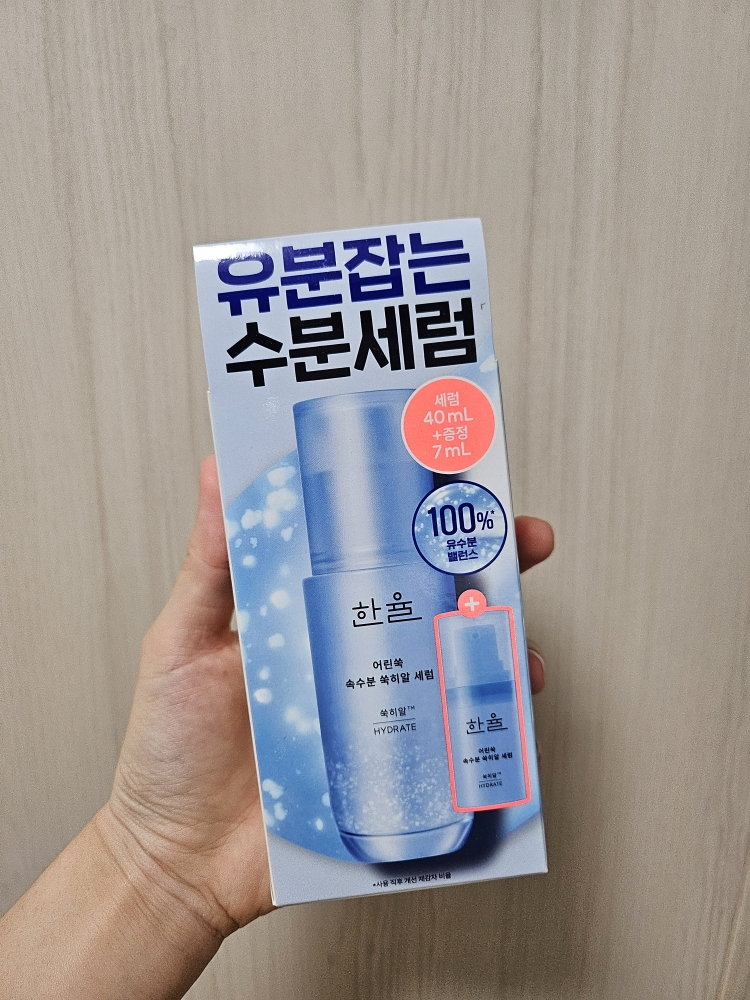 유분잡는
수분세럼
세럼
40mL
+증정
7mL
100%*
유수분
밸런스
한율
어린쑥
속수분 쑥히알 세럼
쑥히알™
HYDRATE
+
한율
어린쑥
속수분 쑥히알 세럼
쑥히알™
HYDRATE
*사용 직후 개선 체감자 비율